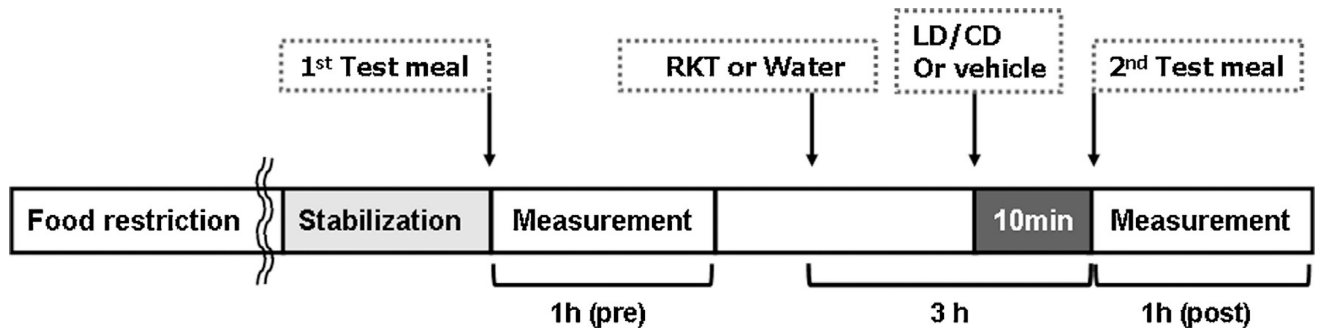 1st Test meal
RKT or Water
LD/CD
Or vehicle
2nd Test meal
Food restriction
Stabilization
Measurement
10min
Measurement
1h (pre)
3 h
1h (post)